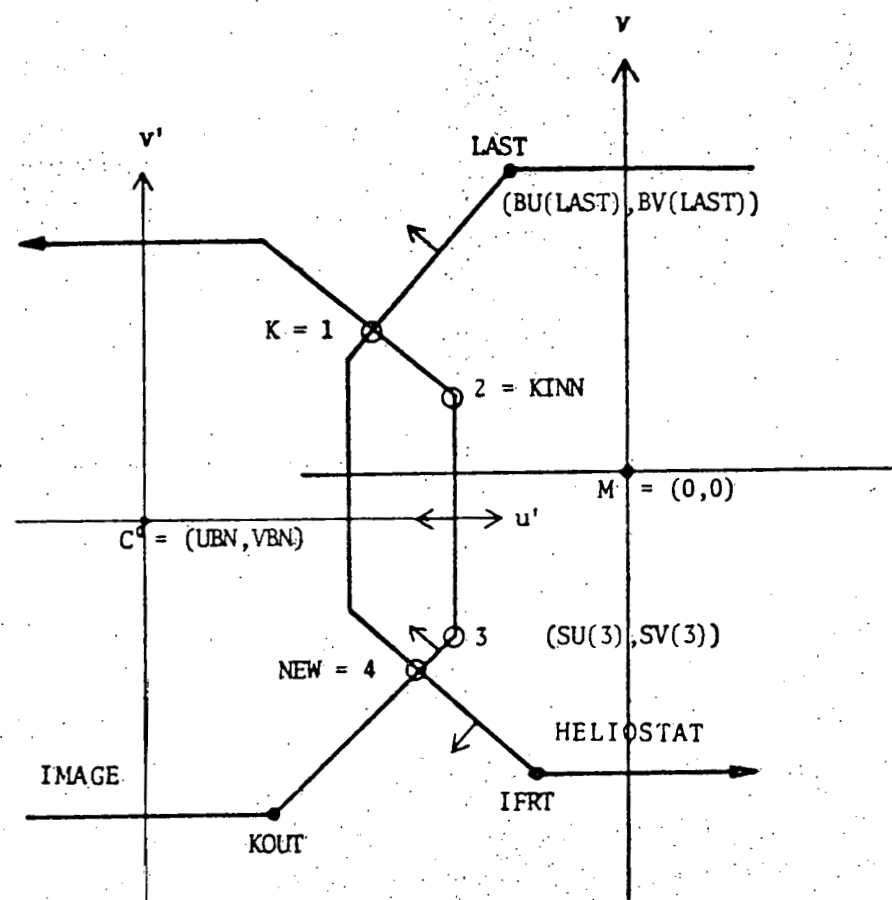 v
v'
LAST
(BU(LAST),BV(LAST))
K = 1
2 = KINN
M = (0,0)
u'
C' = (UBN,VBN)
3 (SU(3),SV(3))
NEW = 4
HELIOSTAT
IMAGE
IFRT
KOUT